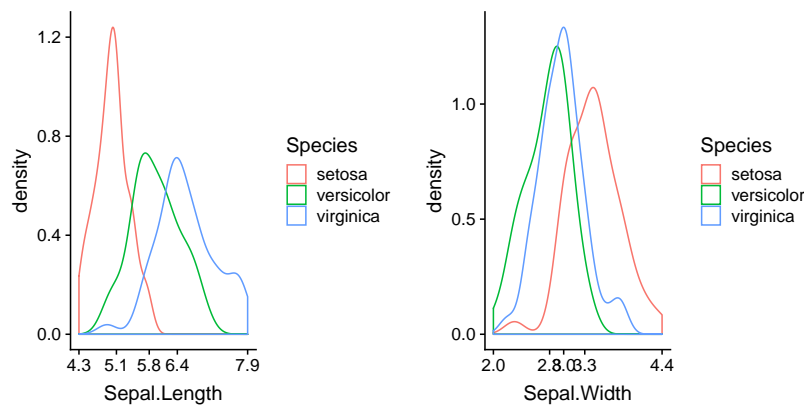 1.2
0.8
0.4
0.0
density
4.3 5.1 5.8 6.4 7.9
Sepal.Length
Species
setosa
versicolor
virginica
1.0
0.5
0.0
density
2.0 2.8 3.0 3.3 4.4
Sepal.Width
Species
setosa
versicolor
virginica